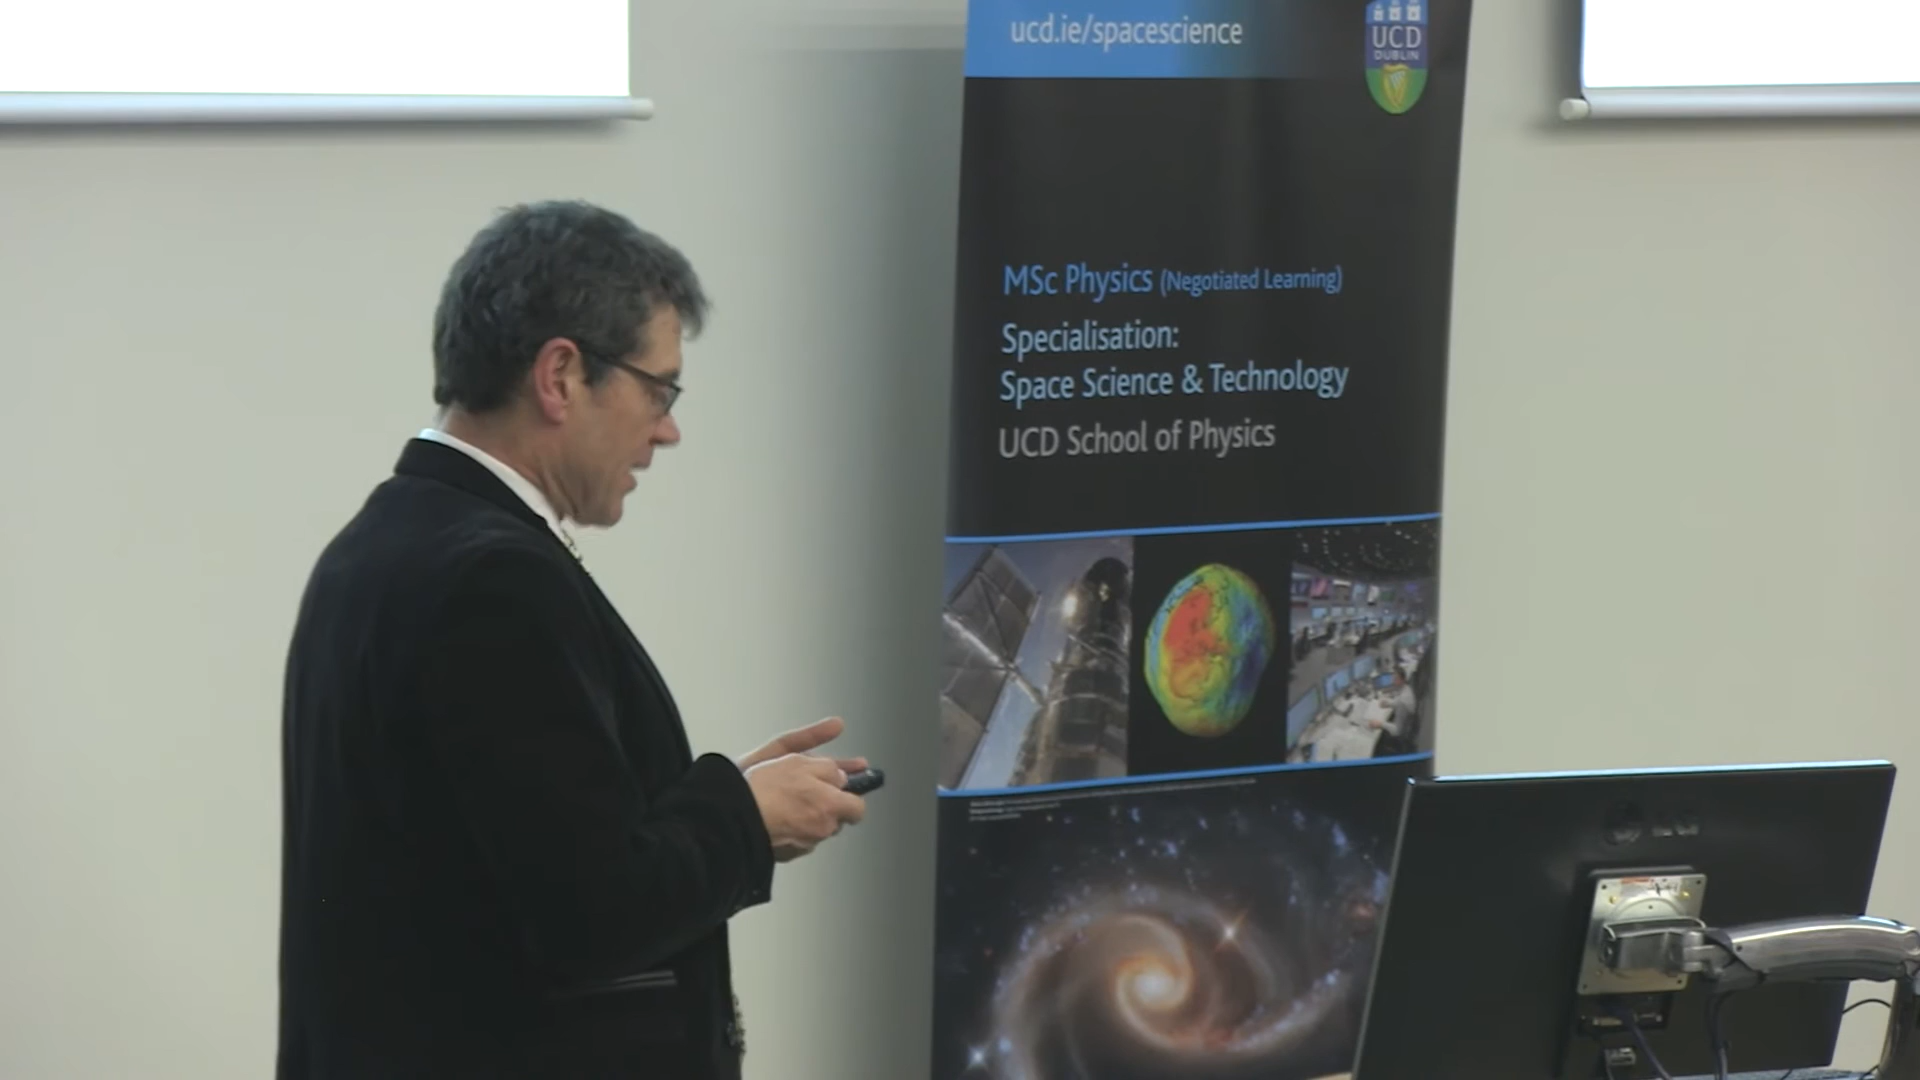 ucd.ie/spacescience
UCD
DUBLIN
MSc Physics (Negotiated Learning)
Specialisation:
Space Science & Technology
UCD School of Physics